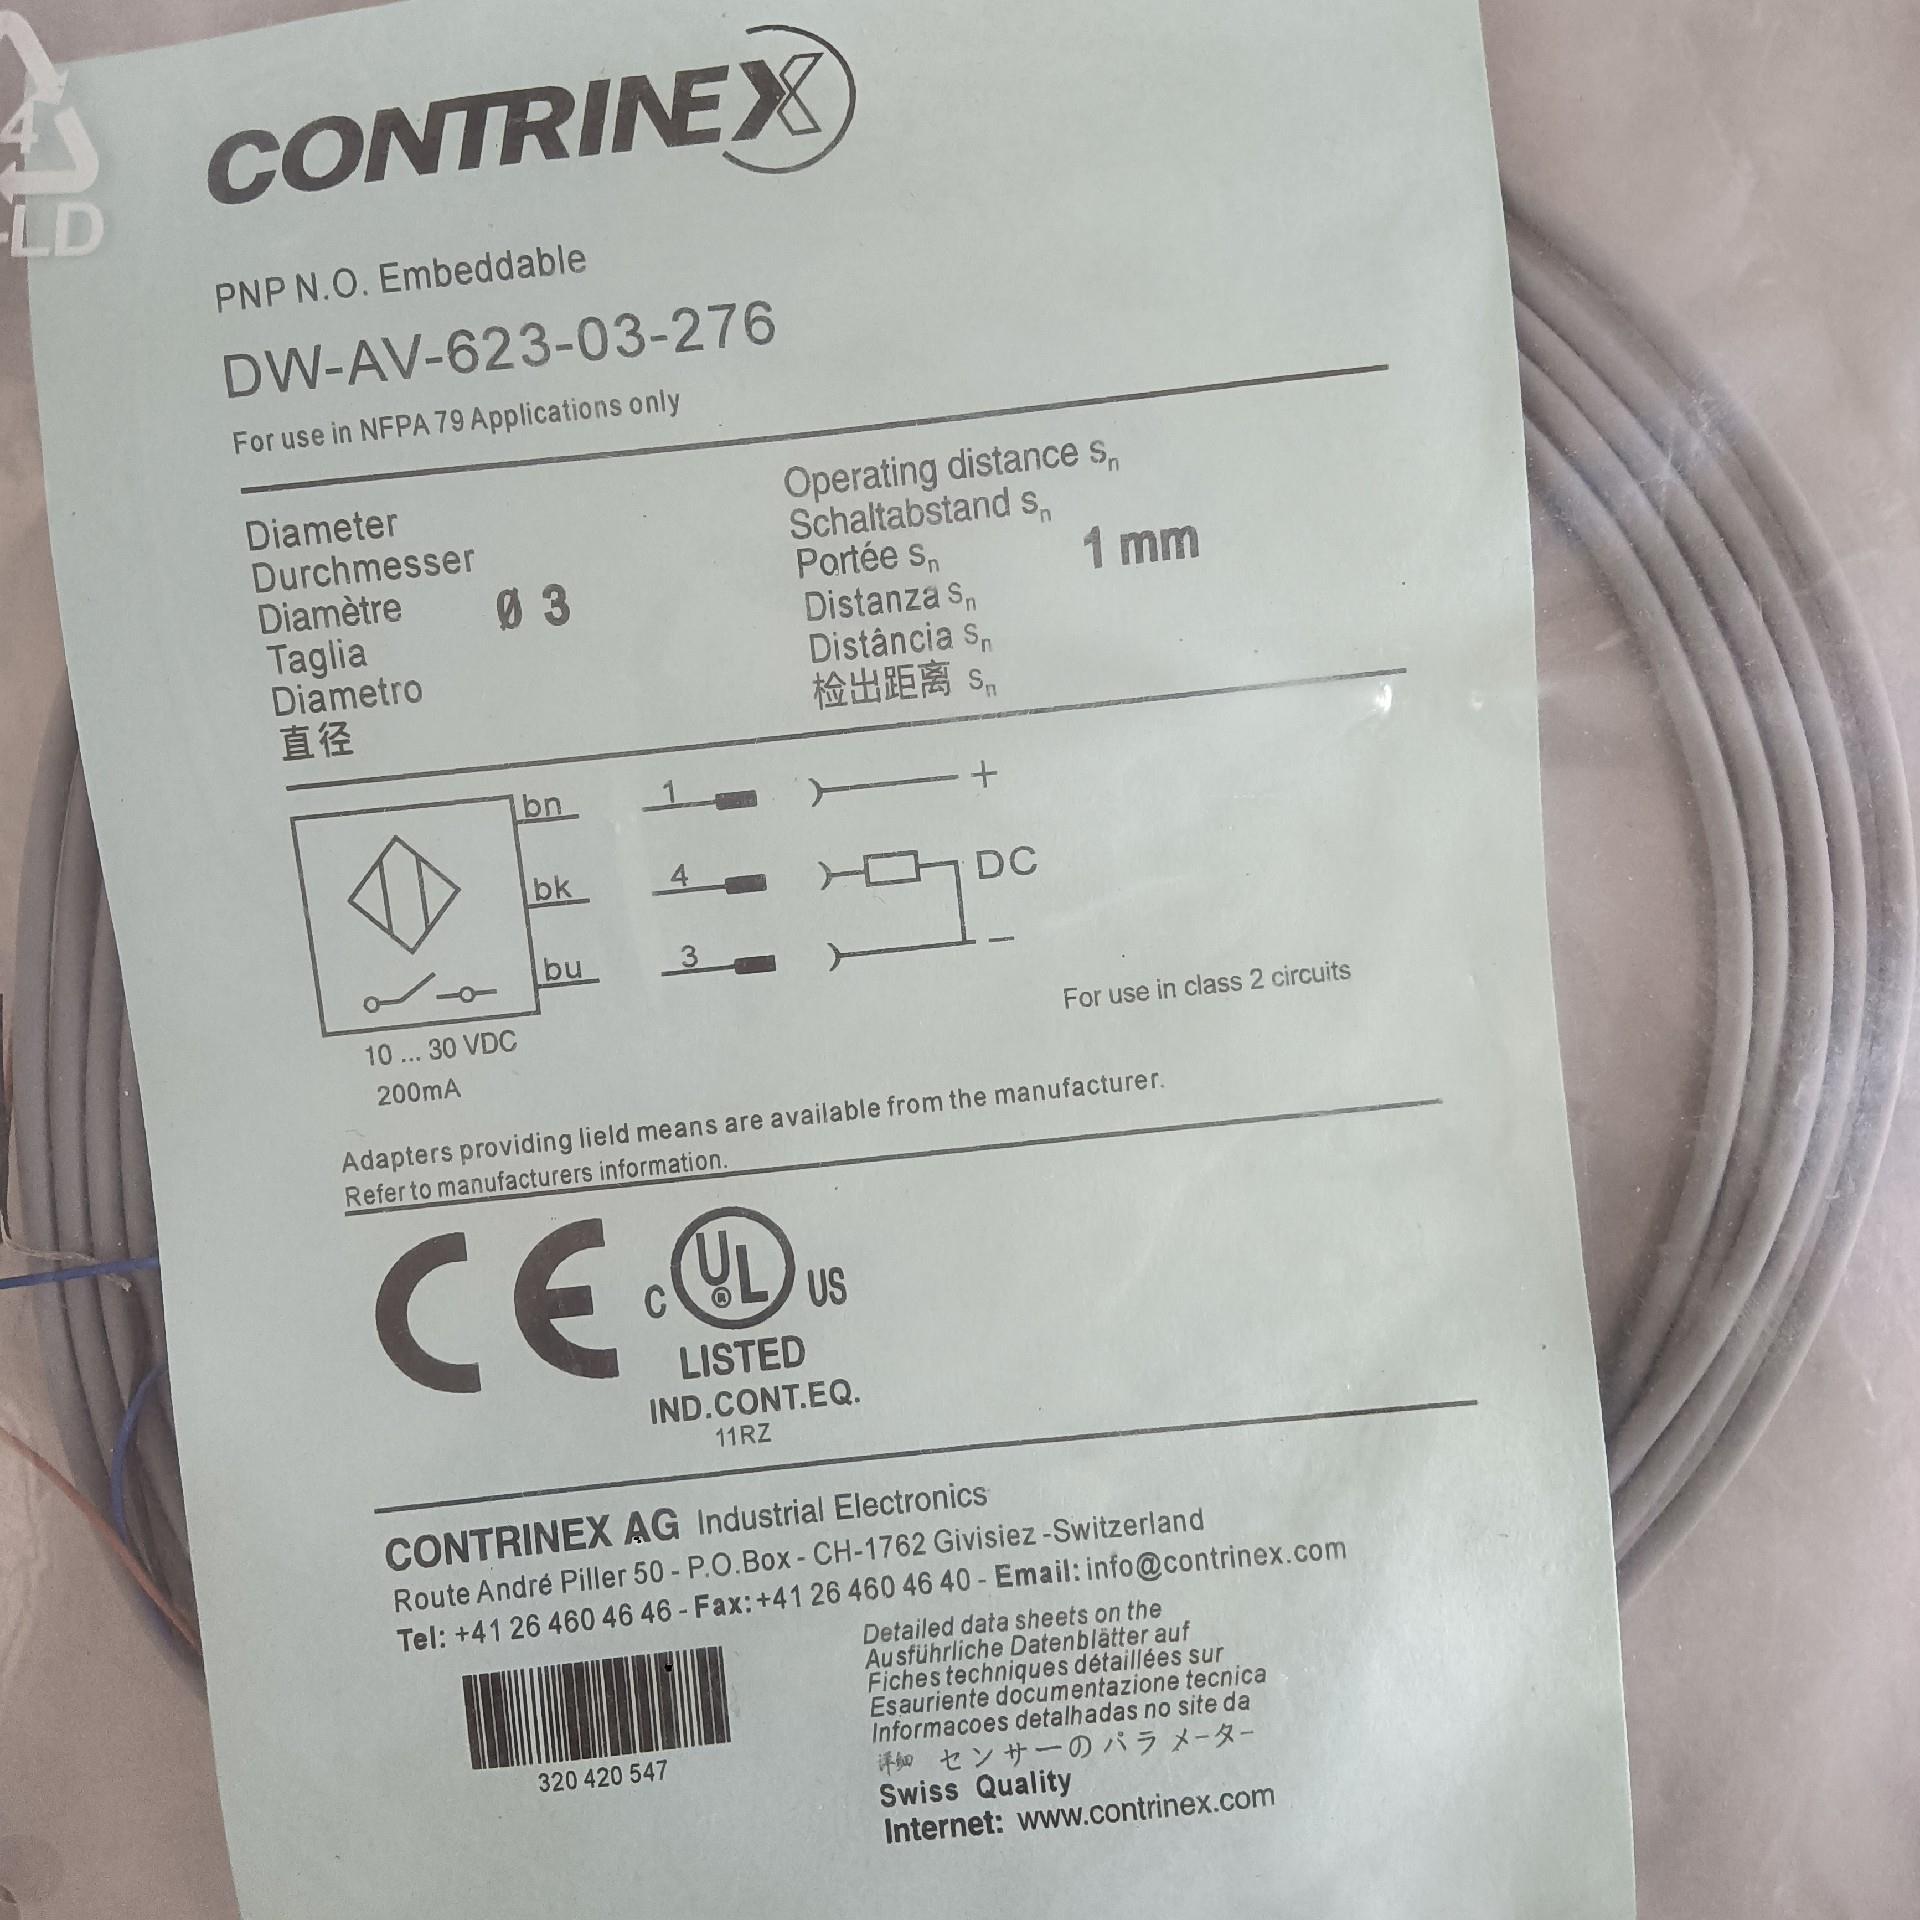 4
-LD
CONTRINEX
PNP N.O. Embeddable
DW-AV-623-03-276
For use in NFPA 79 Applications only
Diameter
Durchmesser
Diamètre
Taglia
Diametro
直径
Ø 3
Operating distance sn
Schaltabstand sn
Portée sn
Distanza sn
Distância sn
检出距离 sn
1 mm
bn 1 +
bk 4 DC
bu 3 -
10 ... 30 VDC
200mA
For use in class 2 circuits
Adapters providing lield means are available from the manufacturer.
Refer to manufacturers information.
CE
C UL ® US
LISTED
IND.CONT.EQ.
11RZ
CONTRINEX AG Industrial Electronics
Route André Piller 50 - P.O.Box - CH-1762 Givisiez -Switzerland
Tel: +41 26 460 46 46 - Fax: +41 26 460 46 40 - Email: info@contrinex.com
320 420 547
Detailed data sheets on the
Ausführliche Datenblätter auf
Fiches techniques détaillées sur
Esauriente documentazione tecnica
Informacoes detalhadas no site da
詳細 センサーのパラメーター
Swiss Quality
Internet: www.contrinex.com